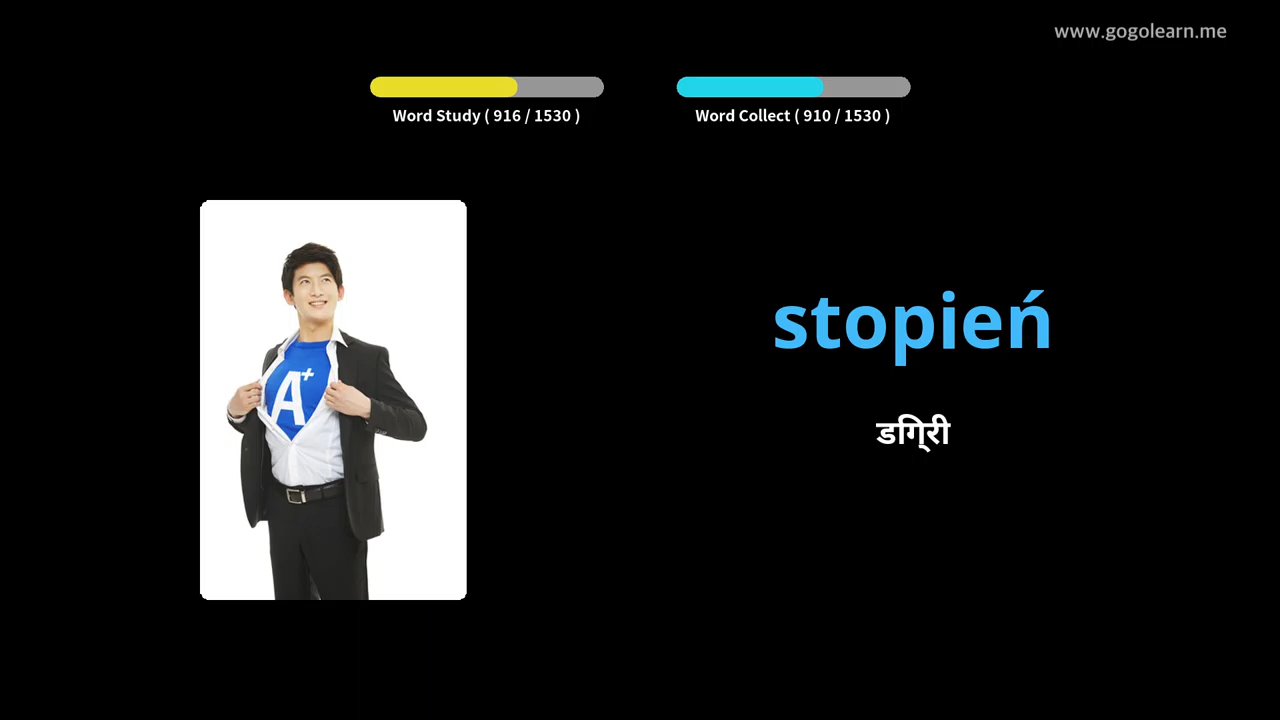 www.gogolearn.me
Word Study ( 916 / 1530 )
Word Collect ( 910 / 1530 )
A+
stopień
डिग्री